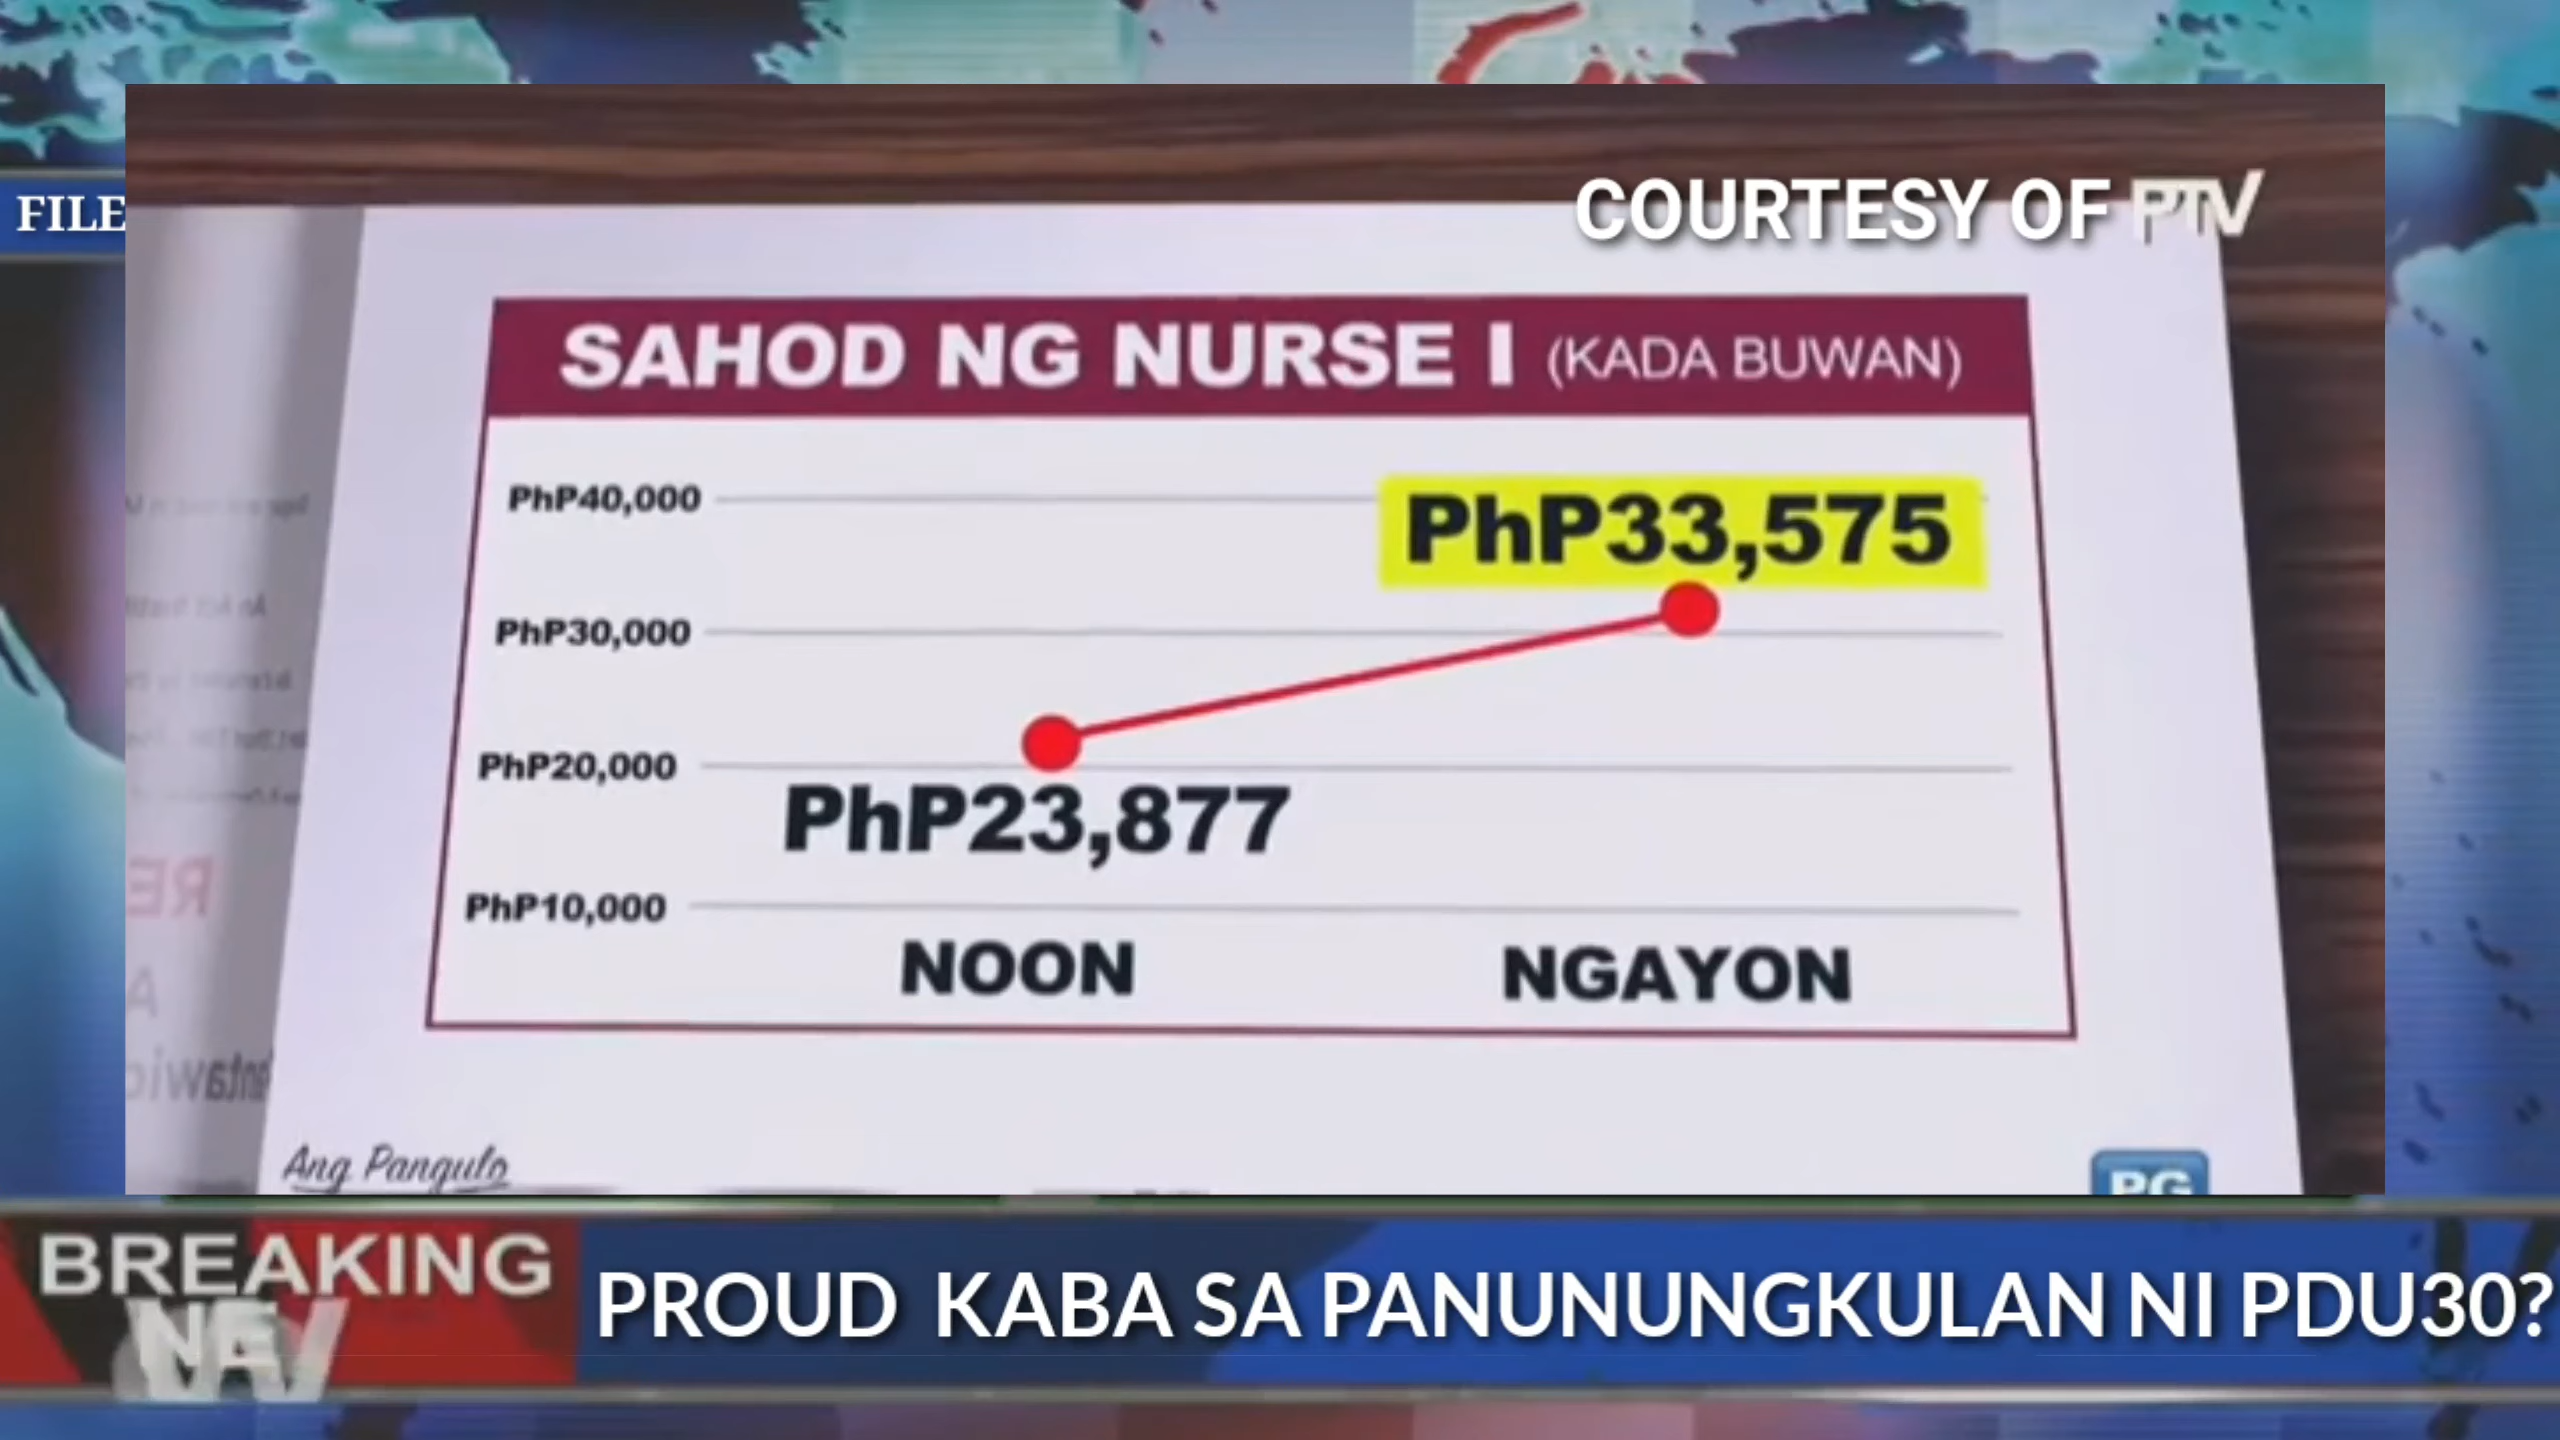 FILE
COURTESY OF PTV
SAHOD NG NURSE I (KADA BUWAN)
PhP40,000
PhP33,575
PhP30,000
PhP20,000
PhP23,877
PhP10,000
NOON
NGAYON
Ang Pangulo
PG
BREAKING
PROUD KABA SA PANUNUNGKULAN NI PDU30?